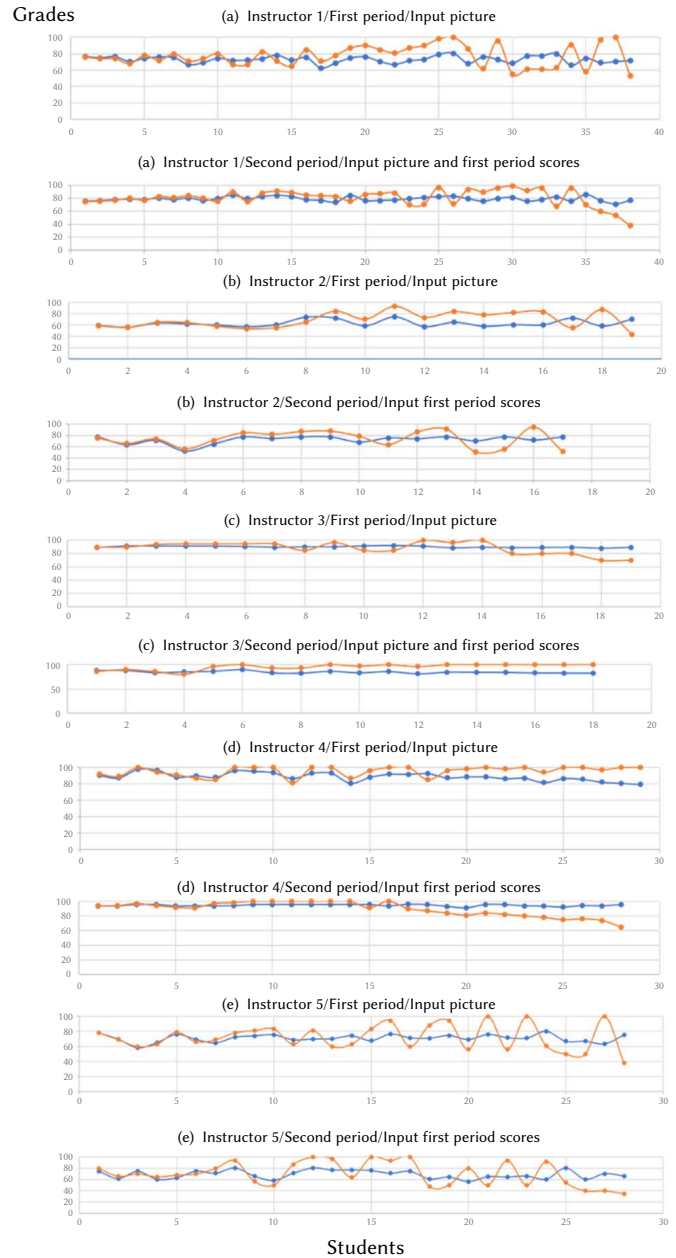 Grades
(a) Instructor 1/First period/Input picture
100
80
60
40
20
0
0 5 10 15 20 25 30 35 40
(a) Instructor 1/Second period/Input picture and first period scores
100
80
60
40
20
0
0 5 10 15 20 25 30 35 40
(b) Instructor 2/First period/Input picture
100
80
60
40
20
0
0 2 4 6 8 10 12 14 16 18 20
(b) Instructor 2/Second period/Input first period scores
100
80
60
40
20
0
0 2 4 6 8 10 12 14 16 18 20
(c) Instructor 3/First period/Input picture
100
80
60
40
20
0
0 2 4 6 8 10 12 14 16 18 20
(c) Instructor 3/Second period/Input picture and first period scores
100
50
0
0 2 4 6 8 10 12 14 16 18 20
(d) Instructor 4/First period/Input picture
100
80
60
40
20
0
0 5 10 15 20 25 30
(d) Instructor 4/Second period/Input first period scores
100
80
60
40
20
0
0 5 10 15 20 25 30
(e) Instructor 5/First period/Input picture
100
80
60
40
20
0
0 5 10 15 20 25 30
(e) Instructor 5/Second period/Input first period scores
100
80
60
40
20
0
0 5 10 15 20 25 30
Students